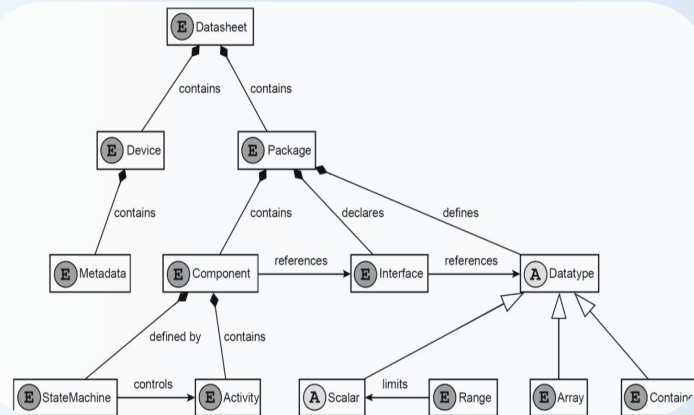 E Datasheet
contains
contains
E Device
E Package
contains
contains
declares
defines
E Metadata
E Component
references
E Interface
references
A Datatype
defined by
contains
E StateMachine
controls
E Activity
A Scalar
limits
E Range
E Array
E